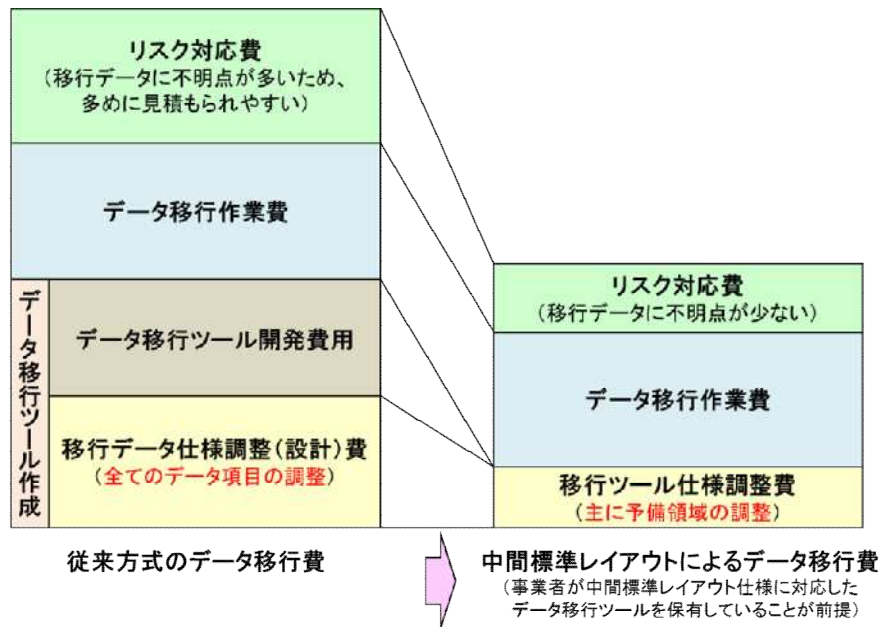 リスク対応費
(移行データに不明点が多いため、
多めに見積もられやすい)
データ移行作業費
データ移行ツール作成
データ移行ツール開発費用
移行データ仕様調整(設計)費
(全てのデータ項目の調整)
従来方式のデータ移行費
リスク対応費
(移行データに不明点が少ない)
データ移行作業費
移行ツール仕様調整費
(主に予備領域の調整)
中間標準レイアウトによるデータ移行費
(事業者が中間標準レイアウト仕様に対応した
データ移行ツールを保有していることが前提)